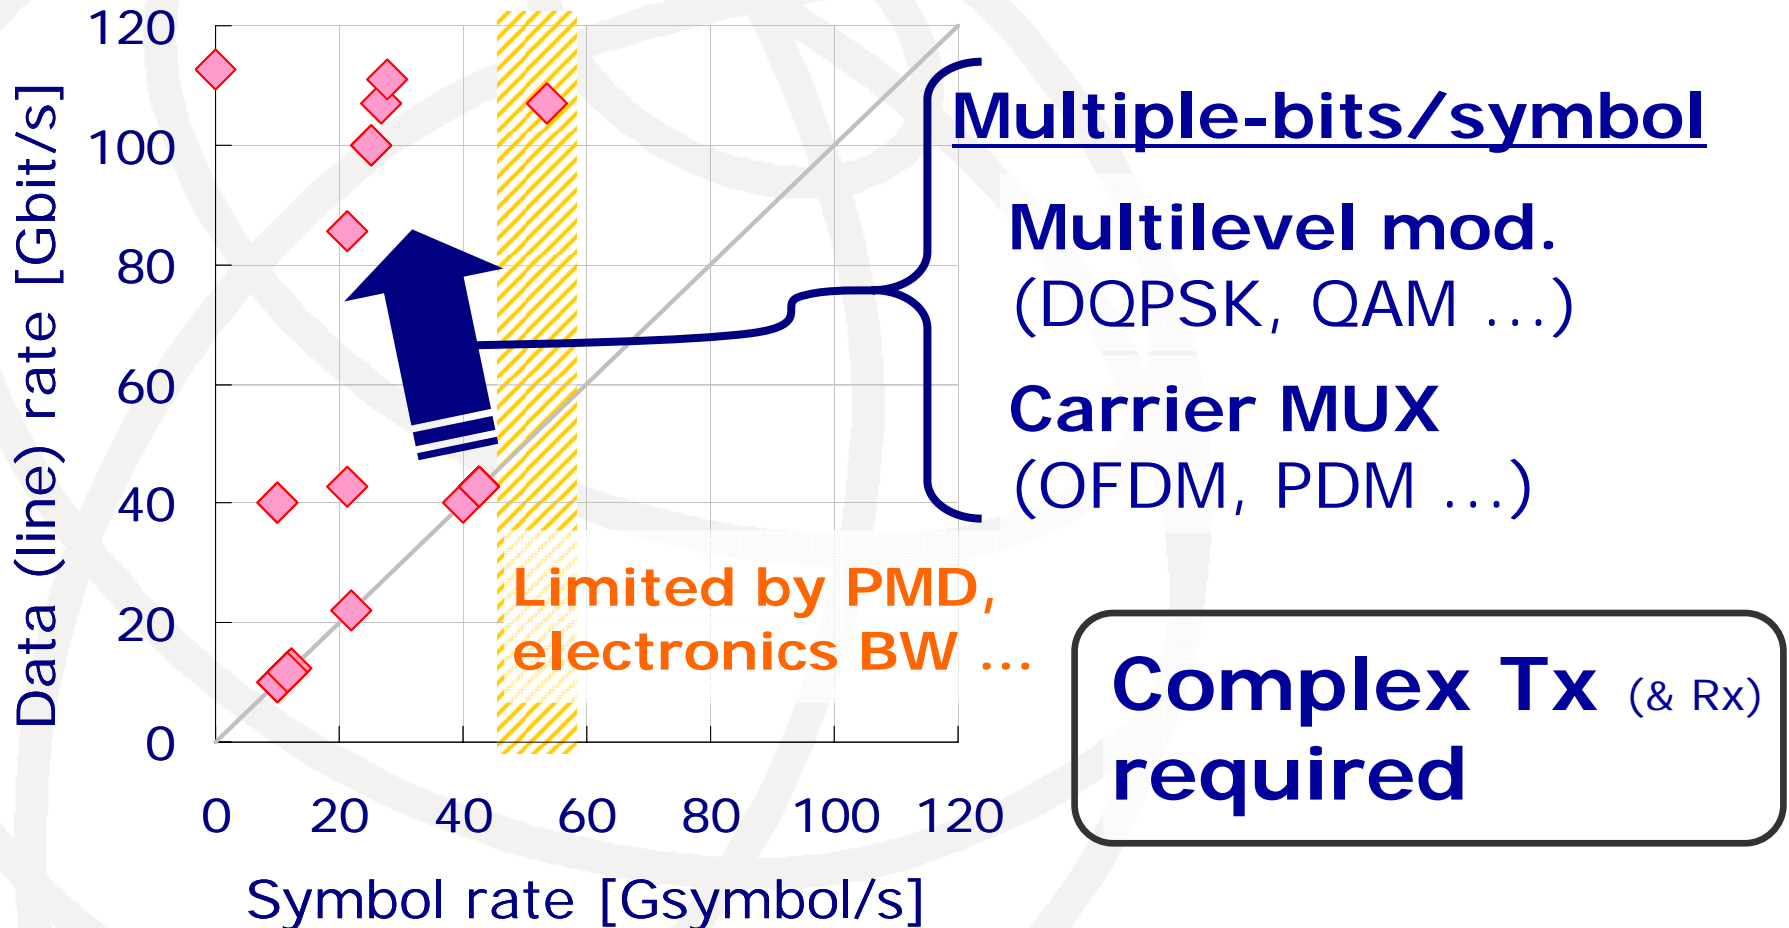 Data (line) rate [Gbit/s]
120
100
80
60
40
20
0
0 20 40 60 80 100 120
Symbol rate [Gsymbol/s]
Limited by PMD,
electronics BW ...
Multiple-bits/symbol
Multilevel mod.
(DQPSK, QAM ...)
Carrier MUX
(OFDM, PDM ...)
Complex Tx (& Rx)
required